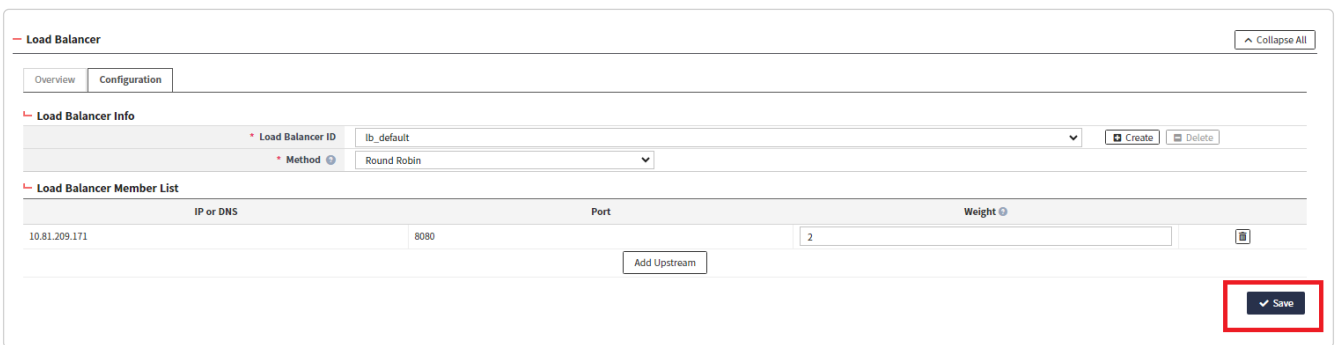 Load Balancer
Collapse All
Overview Configuration
Load Balancer Info
* Load Balancer ID lb_default Create Delete
* Method Round Robin
Load Balancer Member List
IP or DNS Port Weight
10.81.209.171 8080 2
Add Upstream
Save